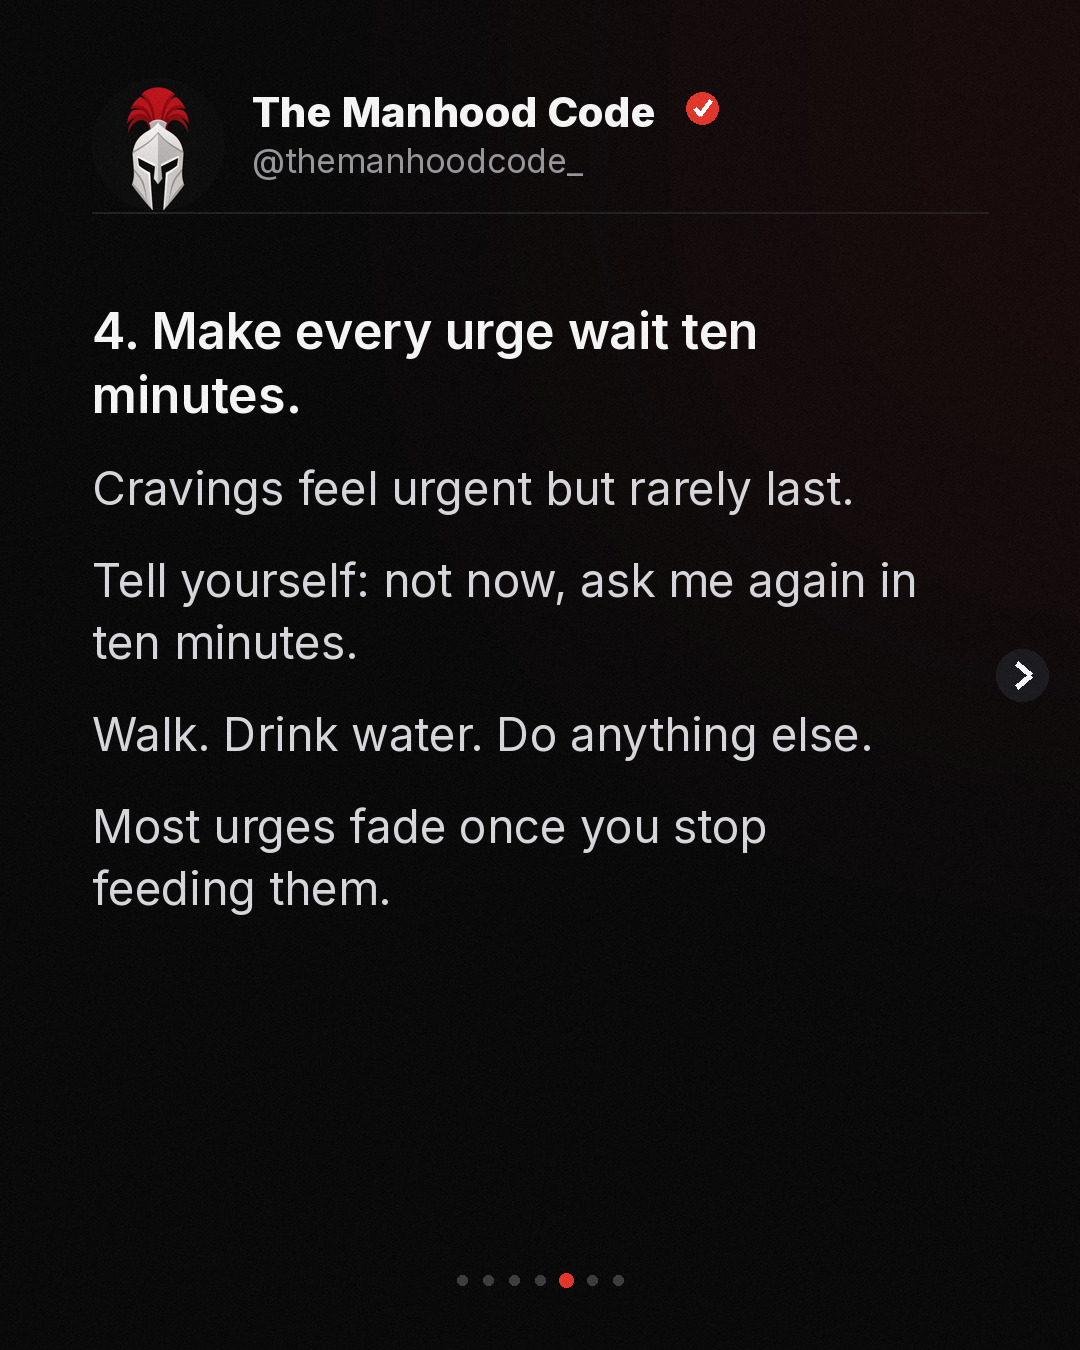 The Manhood Code
@themanhoodcode_
4. Make every urge wait ten
minutes.
Cravings feel urgent but rarely last.
Tell yourself: not now, ask me again in
ten minutes.
Walk. Drink water. Do anything else.
Most urges fade once you stop
feeding them.